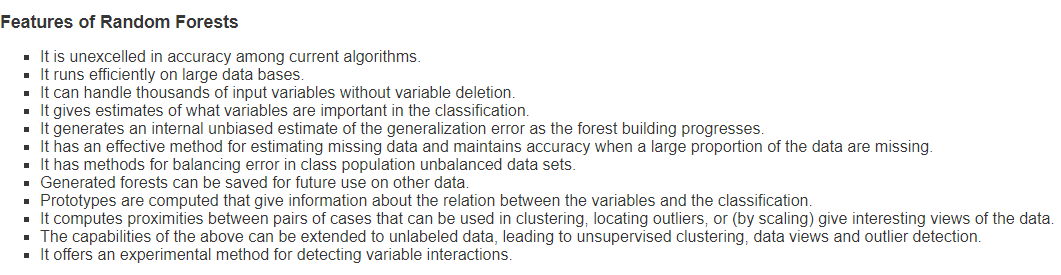 Features of Random Forests
It is unexcelled in accuracy among current algorithms.
It runs efficiently on large data bases.
It can handle thousands of input variables without variable deletion.
It gives estimates of what variables are important in the classification.
It generates an internal unbiased estimate of the generalization error as the forest building progresses.
It has an effective method for estimating missing data and maintains accuracy when a large proportion of the data are missing.
It has methods for balancing error in class population unbalanced data sets.
Generated forests can be saved for future use on other data.
Prototypes are computed that give information about the relation between the variables and the classification.
It computes proximities between pairs of cases that can be used in clustering, locating outliers, or (by scaling) give interesting views of the data.
The capabilities of the above can be extended to unlabeled data, leading to unsupervised clustering, data views and outlier detection.
It offers an experimental method for detecting variable interactions.